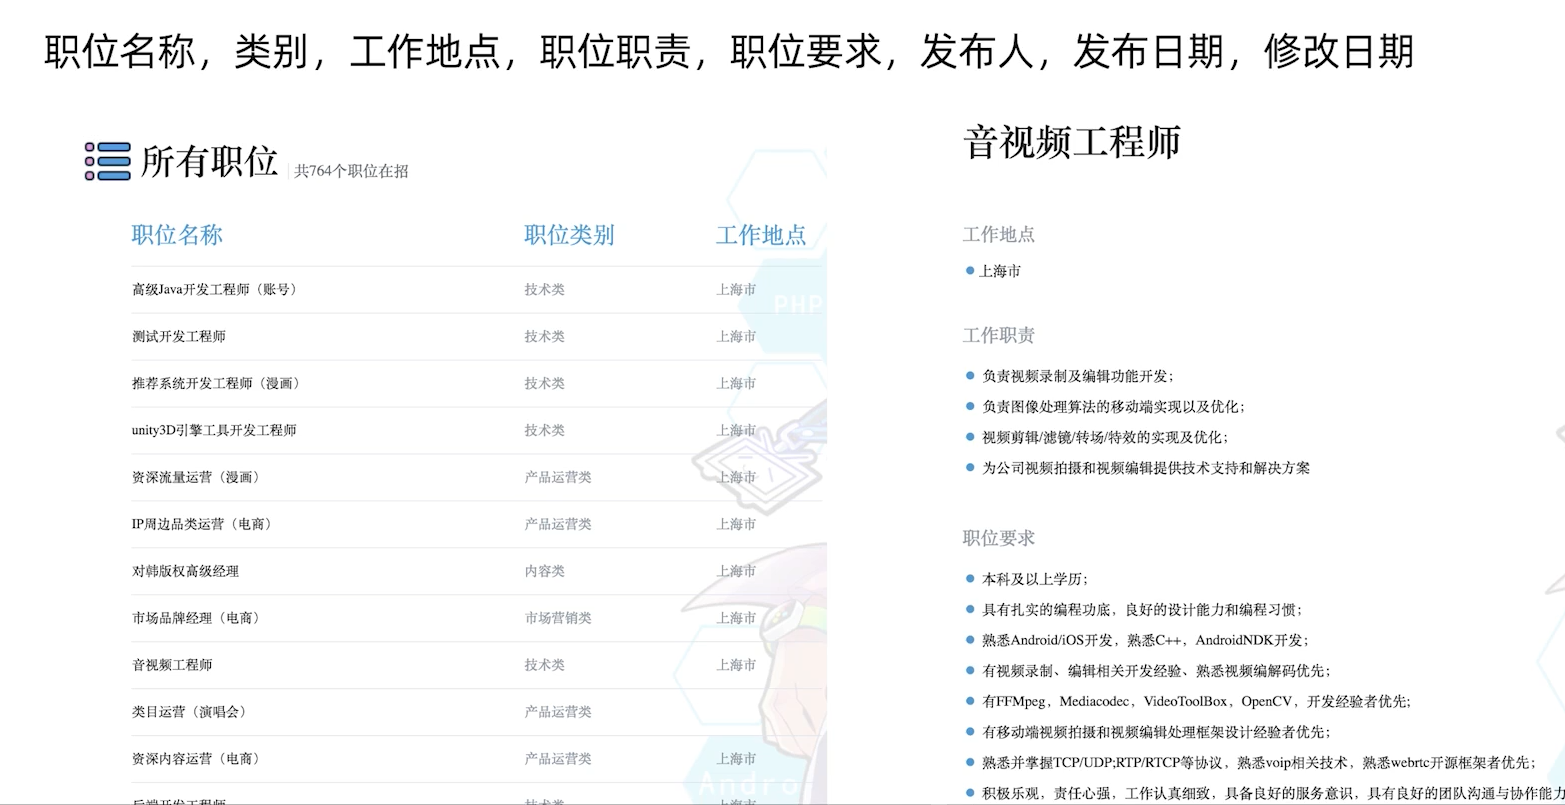 职位名称，类别，工作地点，职位职责，职位要求，发布人，发布日期，修改日期
所有职位 共764个职位在招
职位名称 职位类别 工作地点
高级Java开发工程师（账号） 技术类 上海市
测试开发工程师 技术类 上海市
推荐系统开发工程师（漫画） 技术类 上海市
unity3D引擎工具开发工程师 技术类 上海市
资深流量运营（漫画） 产品运营类 上海市
IP周边品类运营（电商） 产品运营类 上海市
对韩版权高级经理 内容类 上海市
市场品牌经理（电商） 市场营销类 上海市
音视频工程师 技术类 上海市
类目运营（演唱会） 产品运营类
资深内容运营（电商） 产品运营类 上海市
PHP
Andro
音视频工程师
工作地点
上海市
工作职责
负责视频录制及编辑功能开发；
负责图像处理算法的移动端实现以及优化；
视频剪辑/滤镜/转场/特效的实现及优化；
为公司视频拍摄和视频编辑提供技术支持和解决方案
职位要求
本科及以上学历；
具有扎实的编程功底，良好的设计能力和编程习惯；
熟悉Android/iOS开发，熟悉C++，AndroidNDK开发；
有视频录制、编辑相关开发经验、熟悉视频编解码优先；
有FFMpeg，Mediacodec，VideoToolBox，OpenCV，开发经验者优先；
有移动端视频拍摄和视频编辑处理框架设计经验者优先；
熟悉并掌握TCP/UDP;RTP/RTCP等协议，熟悉voip相关技术，熟悉webrtc开源框架者优先；
积极乐观，责任心强，工作认真细致，具备良好的服务意识，具有良好的团队沟通与协作能力